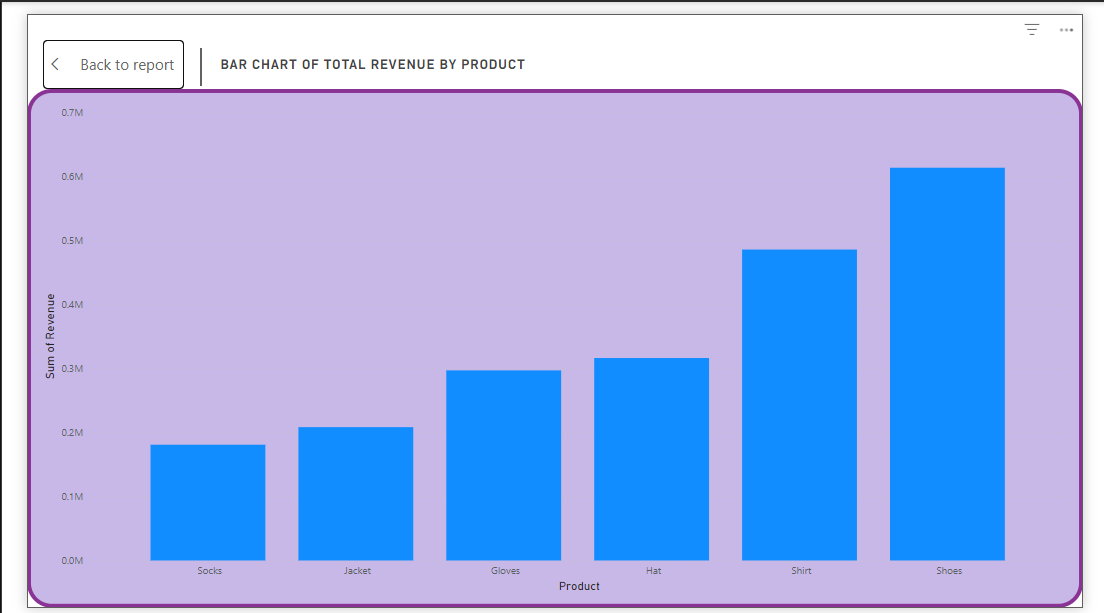 Back to report
BAR CHART OF TOTAL REVENUE BY PRODUCT
0.7M
0.6M
0.5M
0.4M
0.3M
0.2M
0.1M
0.0M
Sum of Revenue
Socks Jacket Gloves Hat Shirt Shoes
Product